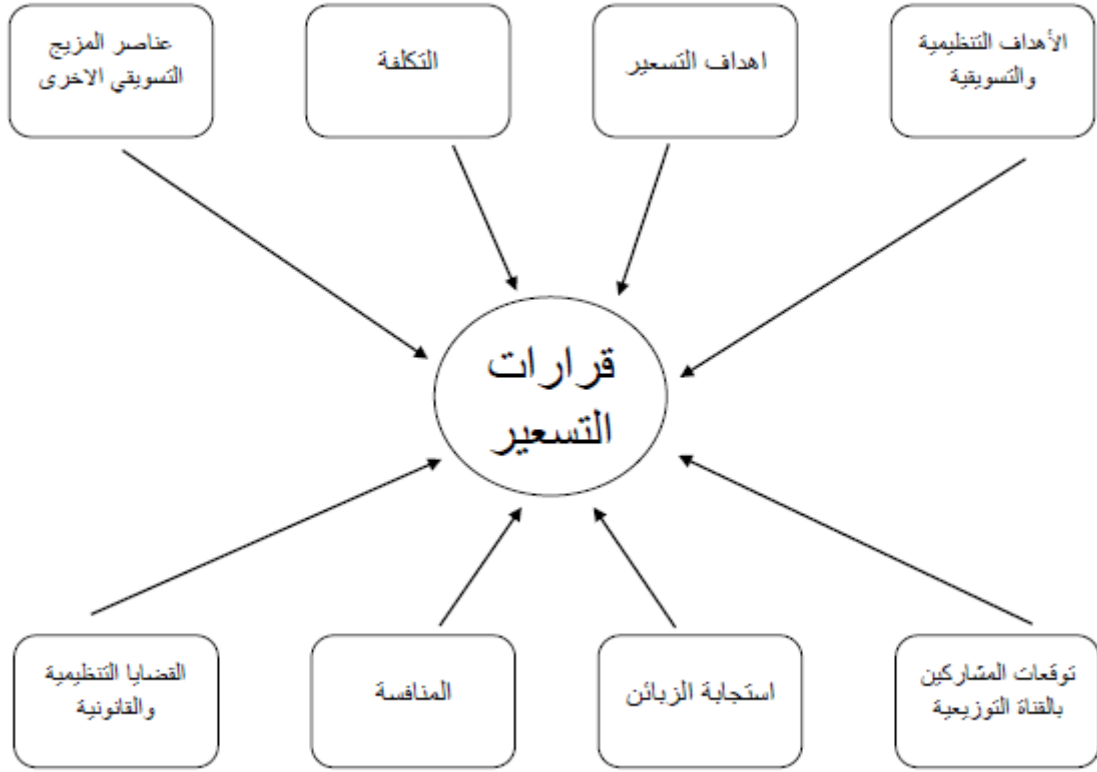 الأهداف التنظيمية
والتسويقية
اهداف التسعير
التكلفة
عناصر المزيج
التسويقي الاخرى
قرارات
التسعير
توقعات المشاركين
بالقناة التوزيعية
استجابة الزبائن
المنافسة
القضايا التنظيمية
والقانونية